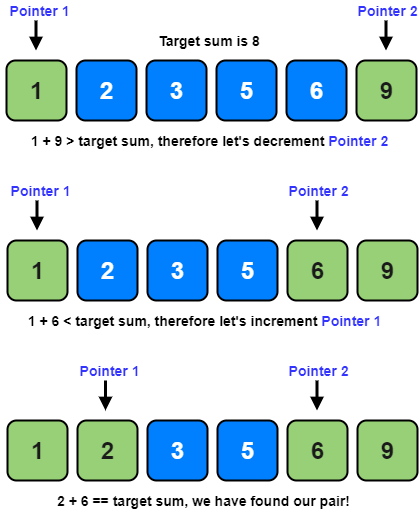 Pointer 1 Pointer 2
Target sum is 8
1 2 3 5 6 9
1 + 9 > target sum, therefore let's decrement Pointer 2
Pointer 1 Pointer 2
1 2 3 5 6 9
1 + 6 < target sum, therefore let's increment Pointer 1
Pointer 1 Pointer 2
1 2 3 5 6 9
2 + 6 == target sum, we have found our pair!